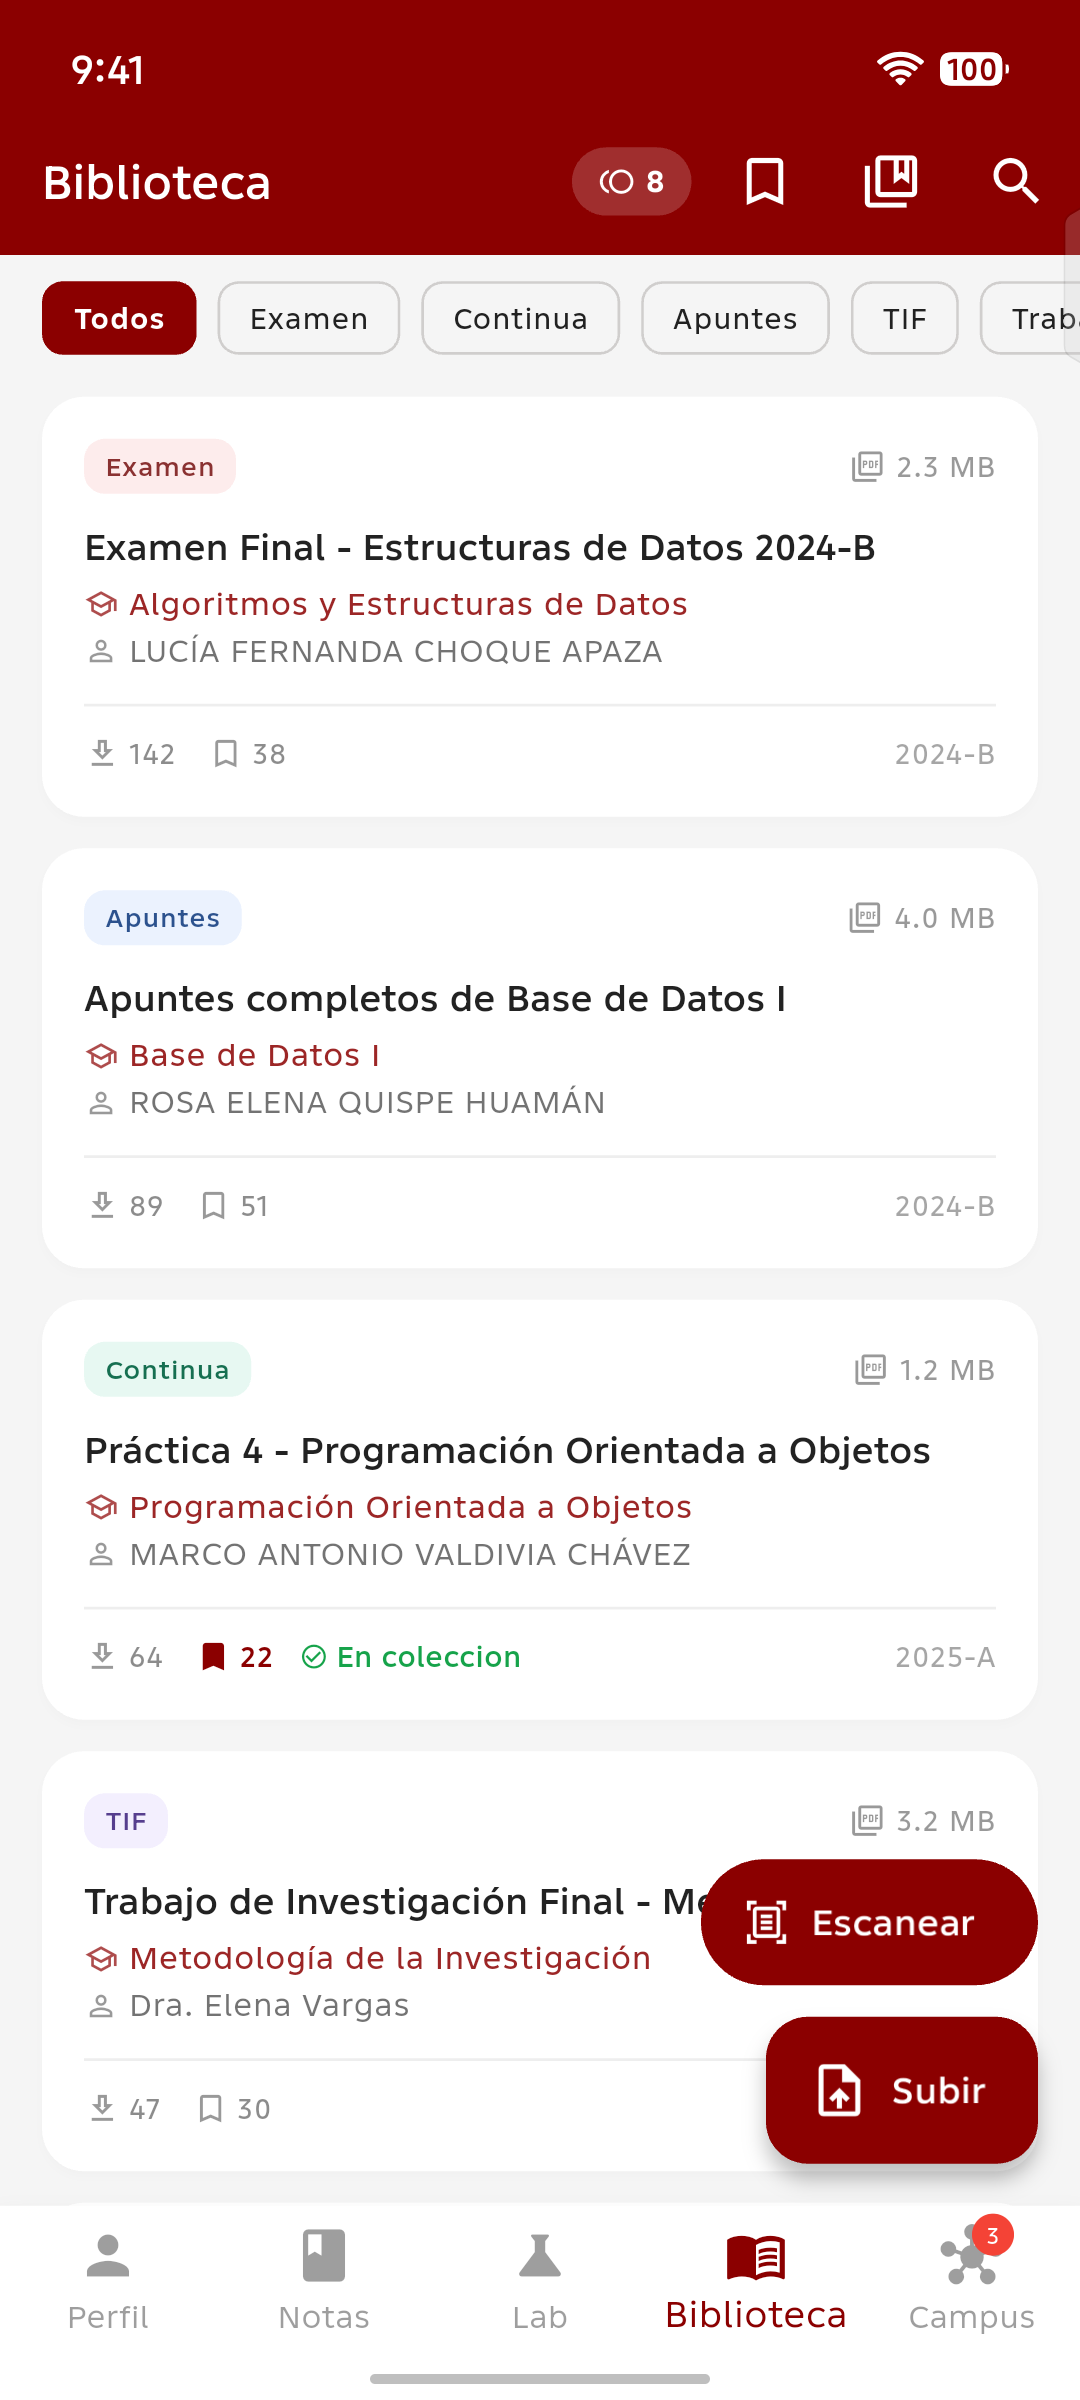 9:41
100
Biblioteca
8
Todos
Examen
Continua
Apuntes
TIF
Examen
PDF
2.3 MB
Examen Final - Estructuras de Datos 2024-B
Algoritmos y Estructuras de Datos
LUCÍA FERNANDA CHOQUE APAZA
142
38
2024-B
Apuntes
PDF
4.0 MB
Apuntes completos de Base de Datos I
Base de Datos I
ROSA ELENA QUISPE HUAMÁN
89
51
2024-B
Continua
PDF
1.2 MB
Práctica 4 - Programación Orientada a Objetos
Programación Orientada a Objetos
MARCO ANTONIO VALDIVIA CHÁVEZ
64
22
En coleccion
2025-A
TIF
PDF
3.2 MB
Trabajo de Investigación Final -
Escanear
Metodología de la Investigación
Dra. Elena Vargas
Subir
47
30
Perfil
Notas
Lab
Biblioteca
3
Campus